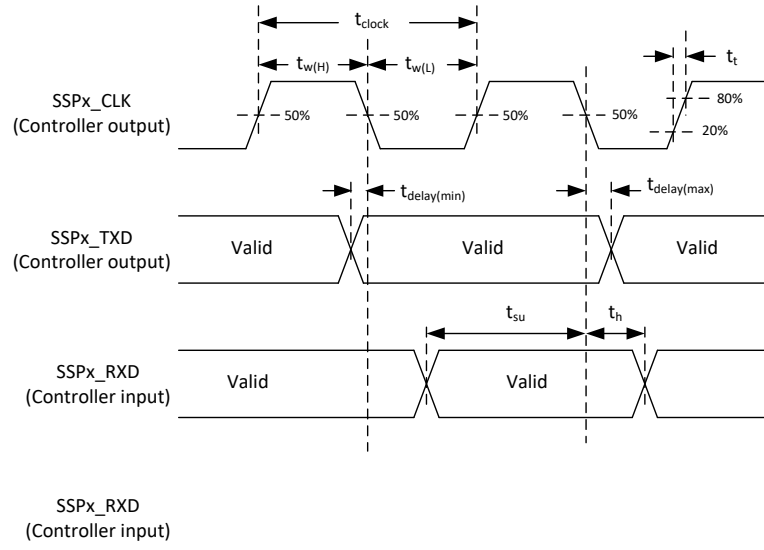 t_clock
t_w(H) t_w(L) t_t
SSPx_CLK
(Controller output)
50% 50% 50% 50% 80%
20%
t_delay(min) t_delay(max)
SSPx_TXD
(Controller output)
Valid Valid Valid
t_su t_h
SSPx_RXD
(Controller input)
Valid Valid
SSPx_RXD
(Controller input)